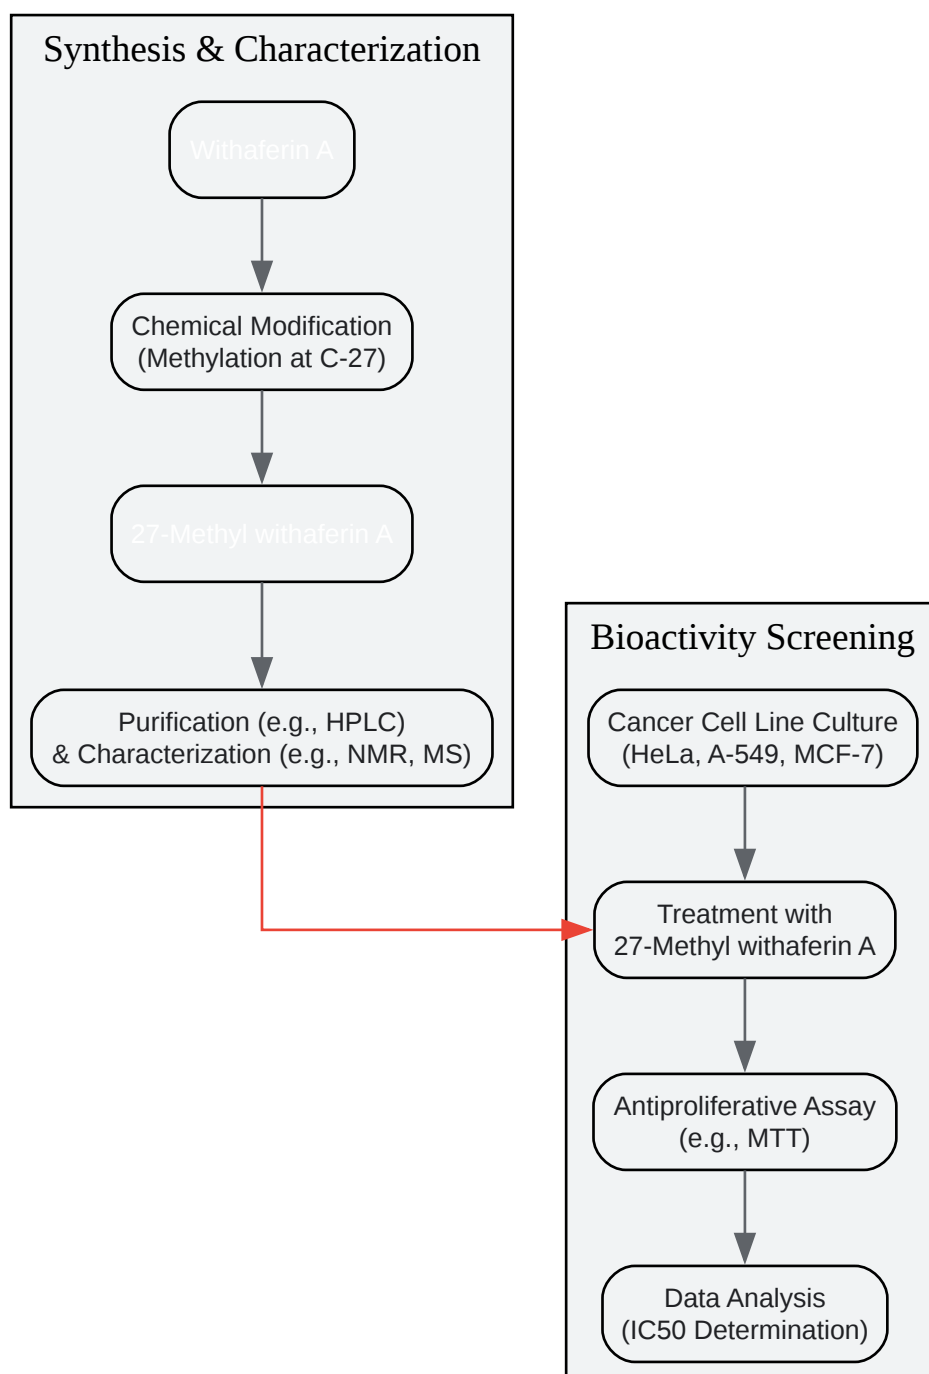 Synthesis & Characterization
Withaferin A
Chemical Modification
(Methylation at C-27)
27-Methyl withaferin A
Purification (e.g., HPLC)
& Characterization (e.g., NMR, MS)
Bioactivity Screening
Cancer Cell Line Culture
(HeLa, A-549, MCF-7)
Treatment with
27-Methyl withaferin A
Antiproliferative Assay
(e.g., MTT)
Data Analysis
(IC50 Determination)